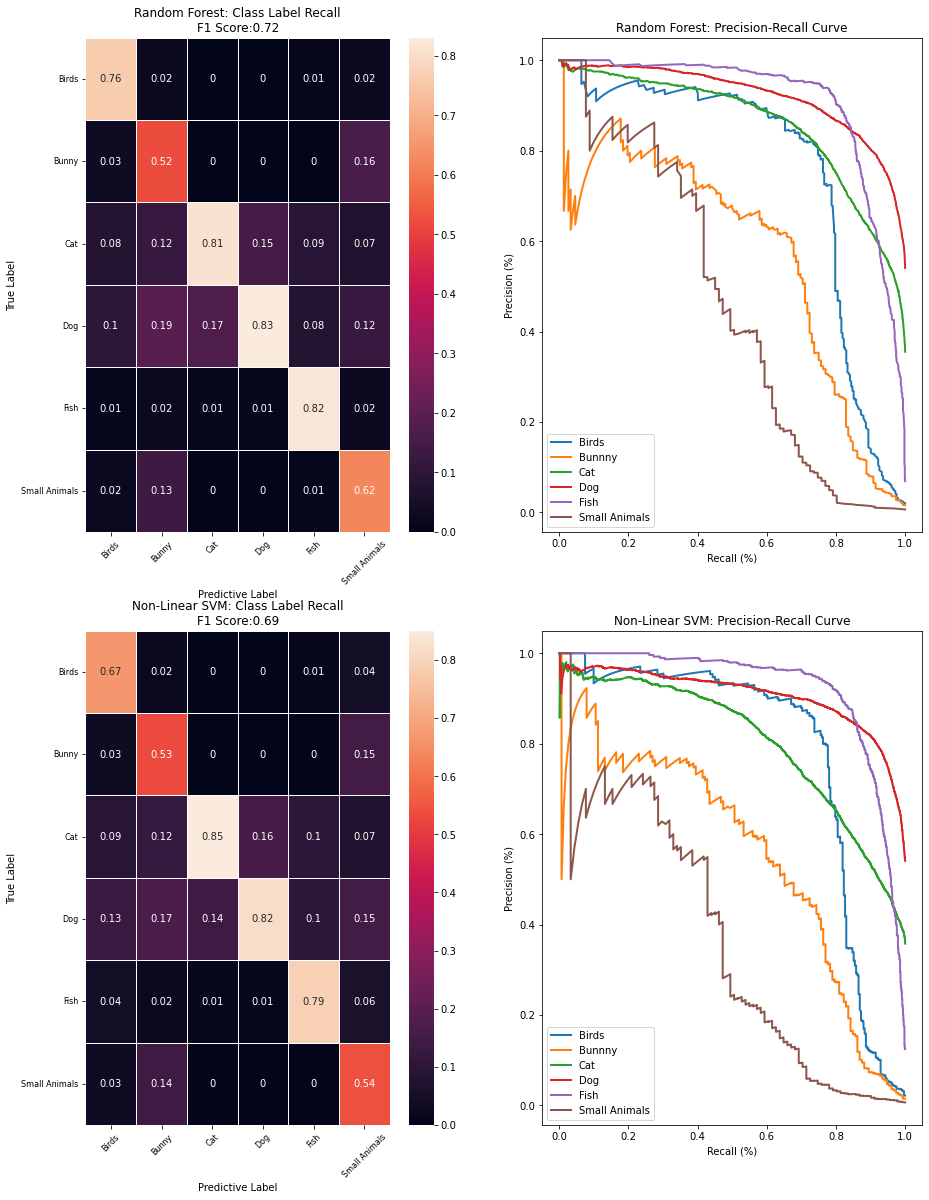 Random Forest: Class Label Recall
F1 Score:0.72
True Label
Birds 0.76 0.02 0 0 0.01 0.02
Bunny 0.03 0.52 0 0 0 0.16
Cat 0.08 0.12 0.81 0.15 0.09 0.07
Dog 0.1 0.19 0.17 0.83 0.08 0.12
Fish 0.01 0.02 0.01 0.01 0.82 0.02
Small Animals 0.02 0.13 0 0 0.01 0.62
Birds Bunny Cat Dog Fish Small Animals
Predictive Label
0.8
0.7
0.6
0.5
0.4
0.3
0.2
0.1
0.0
Random Forest: Precision-Recall Curve
Precision (%)
1.0
0.8
0.6
0.4
0.2
0.0
Birds
Bunnny
Cat
Dog
Fish
Small Animals
0.0 0.2 0.4 0.6 0.8 1.0
Recall (%)
Non-Linear SVM: Class Label Recall
F1 Score:0.69
True Label
Birds 0.67 0.02 0 0 0.01 0.04
Bunny 0.03 0.53 0 0 0 0.15
Cat 0.09 0.12 0.85 0.16 0.1 0.07
Dog 0.13 0.17 0.14 0.82 0.1 0.15
Fish 0.04 0.02 0.01 0.01 0.79 0.06
Small Animals 0.03 0.14 0 0 0.01 0.54
Birds Bunny Cat Dog Fish Small Animals
Predictive Label
0.8
0.7
0.6
0.5
0.4
0.3
0.2
0.1
0.0
Non-Linear SVM: Precision-Recall Curve
Precision (%)
1.0
0.8
0.6
0.4
0.2
0.0
Birds
Bunnny
Cat
Dog
Fish
Small Animals
0.0 0.2 0.4 0.6 0.8 1.0
Recall (%)